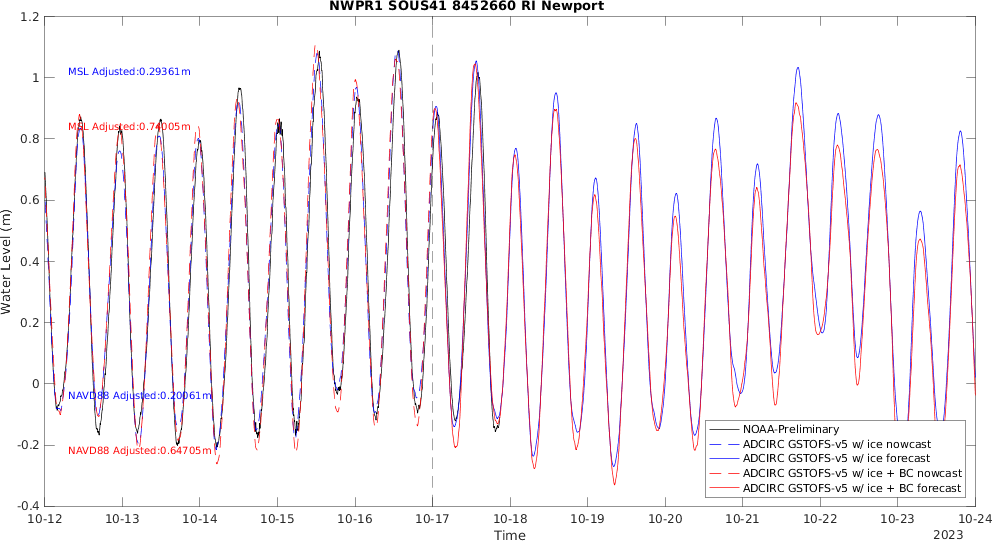 NWPR1 SOUS41 8452660 RI Newport
1.2
1
0.8
0.6
0.4
0.2
0
-0.2
-0.4
Water Level (m)
MSL Adjusted:0.29361m
MSL Adjusted:0.74005m
NAVD88 Adjusted:0.20061m
NAVD88 Adjusted:0.64705m
NOAA-Preliminary
ADCIRC GSTOFS-v5 w/ ice nowcast
ADCIRC GSTOFS-v5 w/ ice forecast
ADCIRC GSTOFS-v5 w/ ice + BC nowcast
ADCIRC GSTOFS-v5 w/ ice + BC forecast
10-12 10-13 10-14 10-15 10-16 10-17 10-18 10-19 10-20 10-21 10-22 10-23 10-24
Time
2023